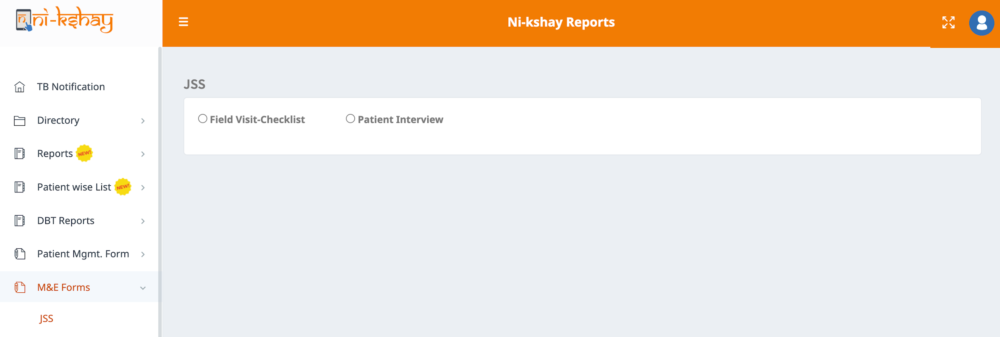 ni-kshay
Ni-kshay Reports
TB Notification
Directory
Reports NEW!
Patient wise List NEW!
DBT Reports
Patient Mgmt. Form
M&E Forms
JSS
JSS
Field Visit-Checklist Patient Interview